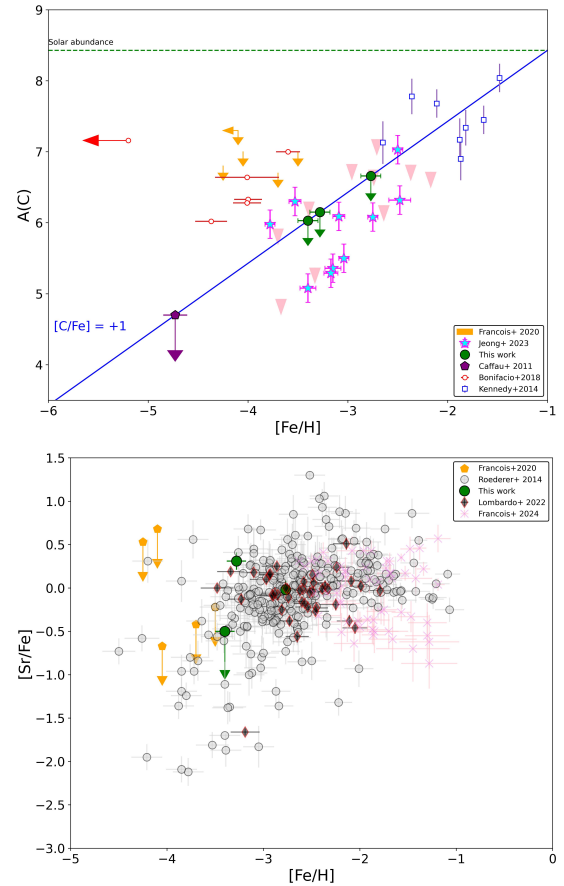 9
8
7
6
5
4
A(C)
Solar abundance
[C/Fe] = +1
Francois+ 2020
Jeong+ 2023
This work
Caffau+ 2011
Bonifacio+2018
Kennedy+2014
−6 −5 −4 −3 −2 −1
[Fe/H]
1.5
1.0
0.5
0.0
−0.5
−1.0
−1.5
−2.0
−2.5
−3.0
[Sr/Fe]
Francois+2020
Roederer+ 2014
This work
Lombardo+ 2022
Francois+ 2024
−5 −4 −3 −2 −1 0
[Fe/H]